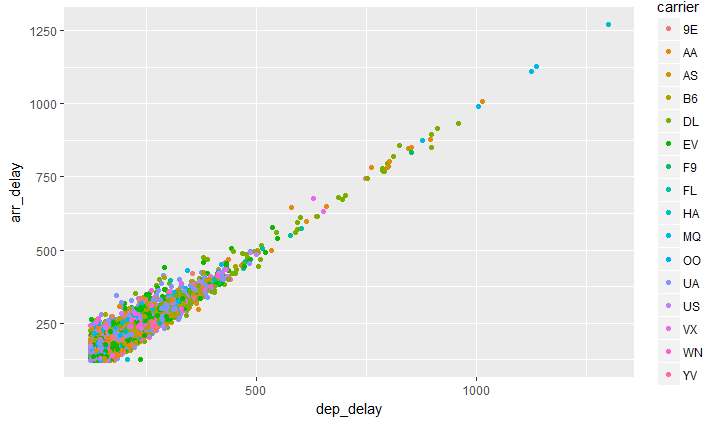 carrier
9E
AA
AS
B6
DL
EV
F9
FL
HA
MQ
OO
UA
US
VX
WN
YV
arr_delay
1250
1000
750
500
250
500
1000
dep_delay